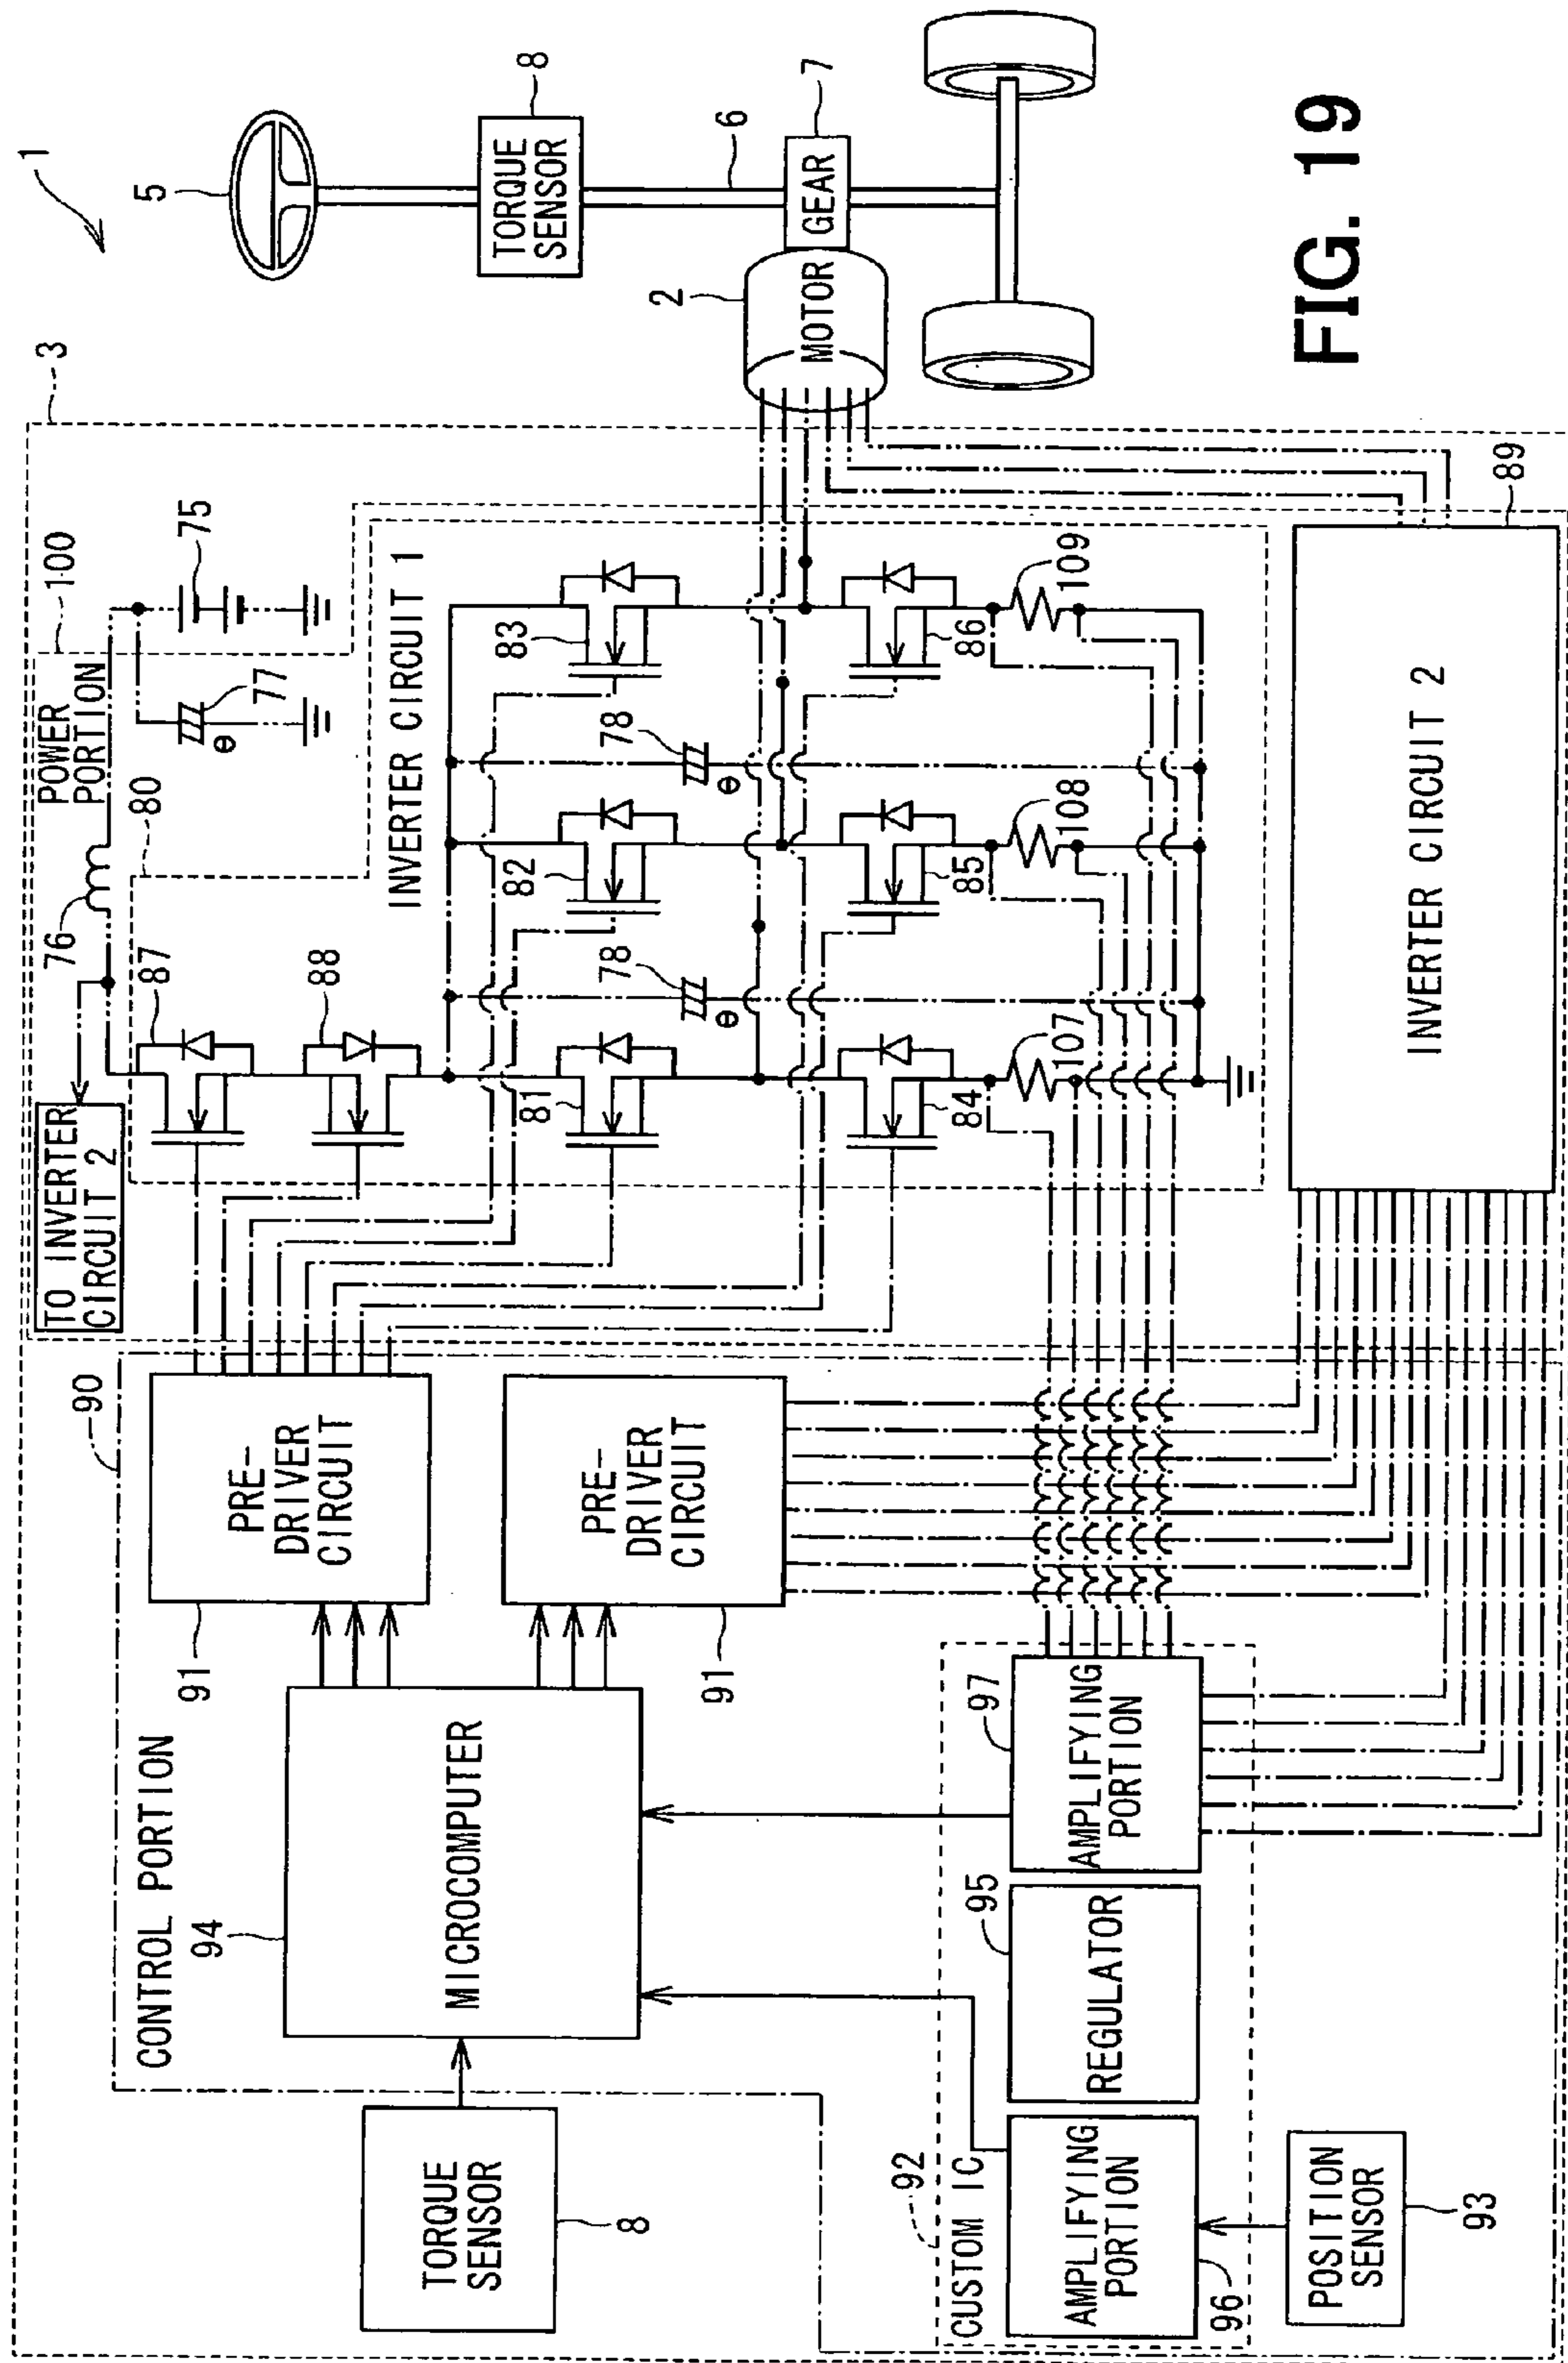 FIG. 19
1
3
5
TORQUE
SENSOR
8
6
GEAR
7
MOTOR
2
100
POWER
PORTION
75
77
⊖
76
80
TO INVERTER
CIRCUIT 2
87
88
INVERTER CIRCUIT 1
81
82
83
78
⊖
78
⊖
84
85
86
107
108
109
INVERTER CIRCUIT 2
89
90
CONTROL PORTION
PRE-
DRIVER
CIRCUIT
91
PRE-
DRIVER
CIRCUIT
91
MICROCOMPUTER
94
TORQUE
SENSOR
8
92
CUSTOM IC
AMPLIFYING
PORTION
97
REGULATOR
95
AMPLIFYING
PORTION
96
POSITION
SENSOR
93